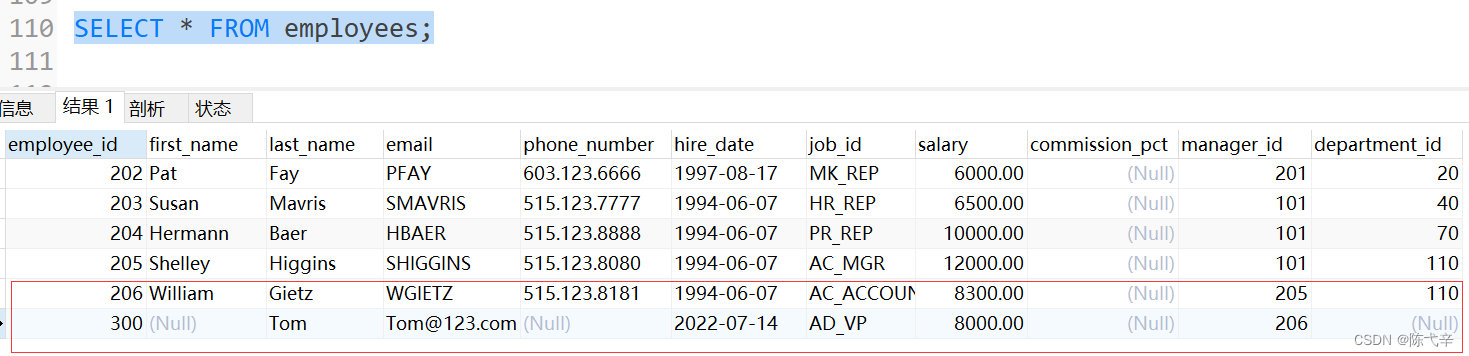 110 SELECT * FROM employees;
111
信息 结果 1 剖析 状态
employee_id first_name last_name email phone_number hire_date job_id salary commission_pct manager_id department_id
202 Pat Fay PFAY 603.123.6666 1997-08-17 MK_REP 6000.00 (Null) 201 20
203 Susan Mavris SMAVRIS 515.123.7777 1994-06-07 HR_REP 6500.00 (Null) 101 40
204 Hermann Baer HBAER 515.123.8888 1994-06-07 PR_REP 10000.00 (Null) 101 70
205 Shelley Higgins SHIGGINS 515.123.8080 1994-06-07 AC_MGR 12000.00 (Null) 101 110
206 William Gietz WGIETZ 515.123.8181 1994-06-07 AC_ACCOUN 8300.00 (Null) 205 110
300 (Null) Tom Tom@123.com (Null) 2022-07-14 AD_VP 8000.00 (Null) 206 (Null)
CSDN @陈弋辛